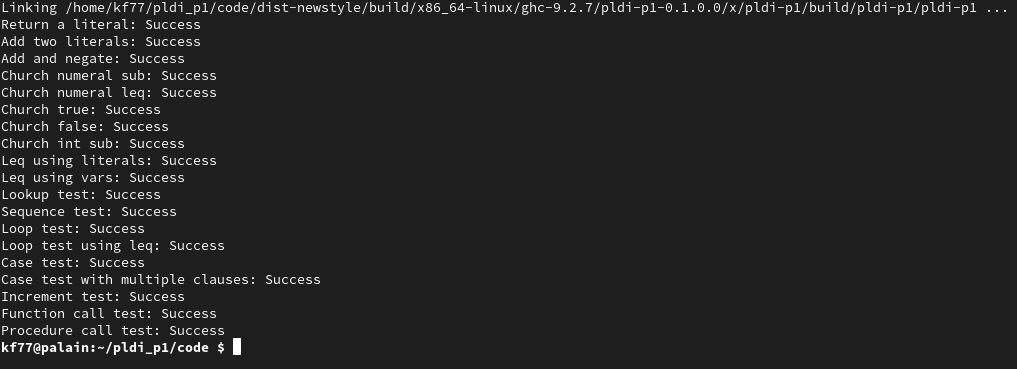 Linking /home/kf77/pldi_p1/code/dist-newstyle/build/x86_64-linux/ghc-9.2.7/pldi-p1-0.1.0.0/x/pldi-p1/build/pldi-p1/pldi-p1 ...
Return a literal: Success
Add two literals: Success
Add and negate: Success
Church numeral sub: Success
Church numeral leq: Success
Church true: Success
Church false: Success
Church int sub: Success
Leq using literals: Success
Leq using vars: Success
Lookup test: Success
Sequence test: Success
Loop test: Success
Loop test using leq: Success
Case test: Success
Case test with multiple clauses: Success
Increment test: Success
Function call test: Success
Procedure call test: Success
kf77@palain:~/pldi_p1/code $